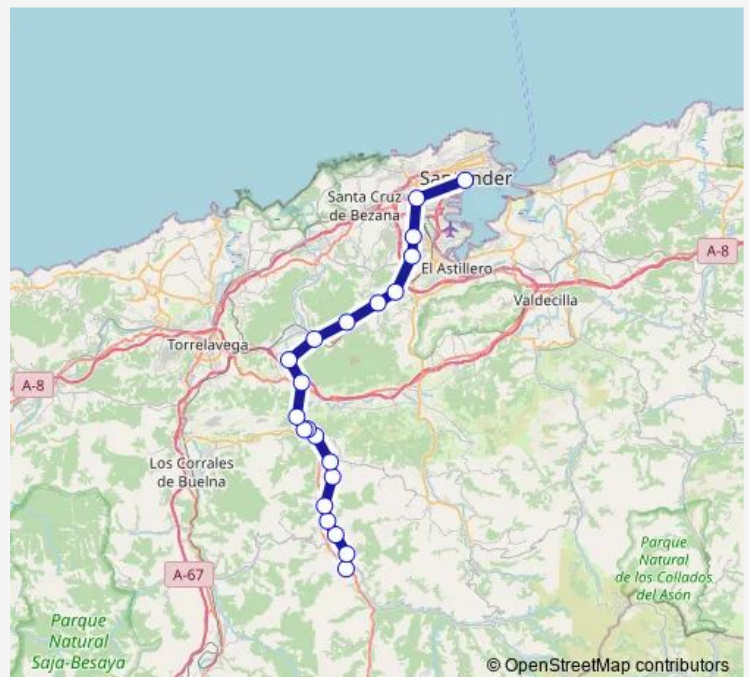 Santander
Santa Cruz
de Bezana
El Astillero
A-8
Valdecilla
Torrelavega
A-8
Los Corrales
de Buelna
A-67
Parque
Natural
de los Collados
del Asón
Parque
Natural
Saja-Besaya
© OpenStreetMap contributors